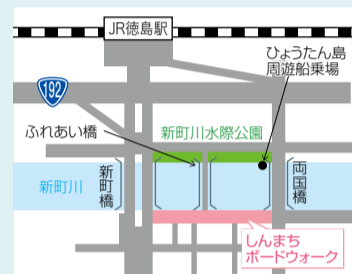 JR徳島駅
ひょうたん島
周遊船乗場
192
ふれあい橋
新町川水際公園
新町川
新町橋
両国橋
しんまち
ボードウォーク